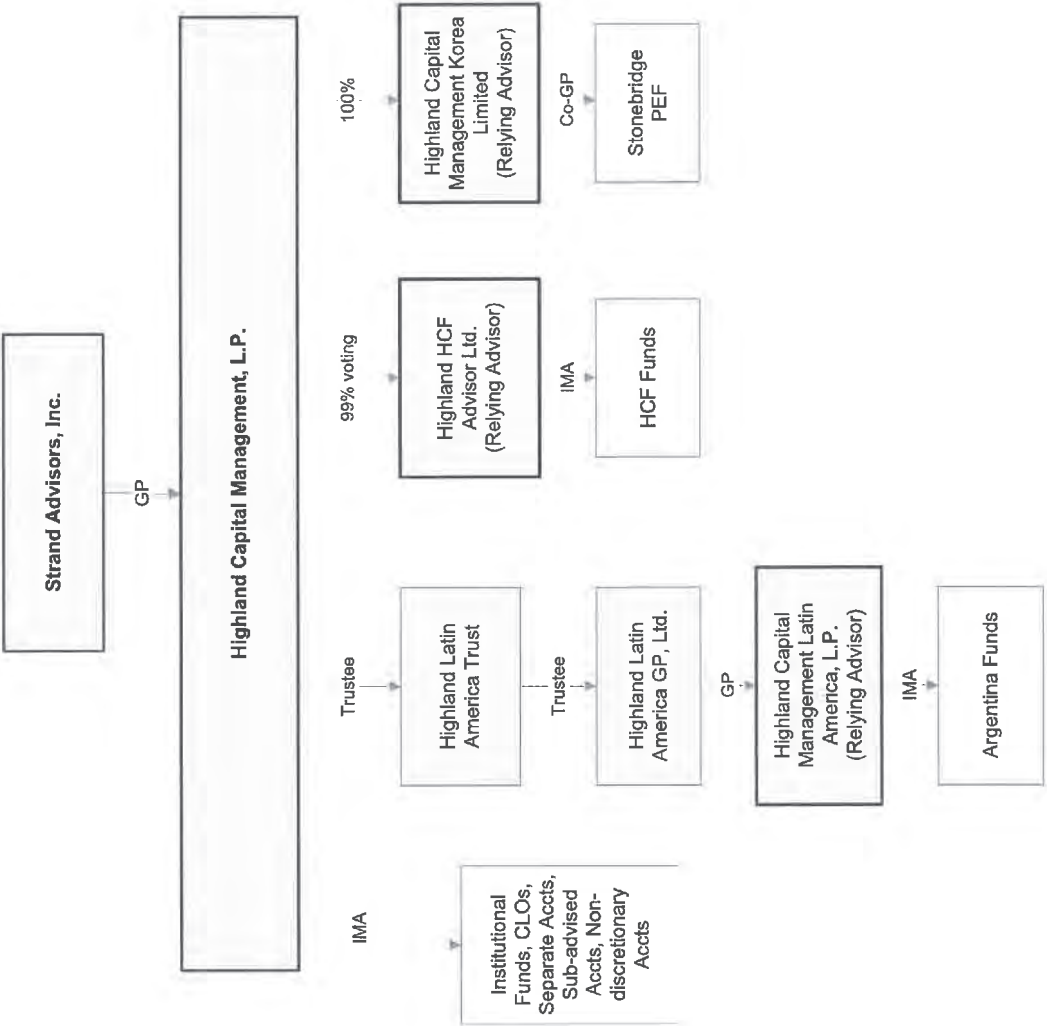 Strand Advisors, Inc.
GP
Highland Capital Management, L.P.
IMA
Institutional
Funds, CLOs,
Separate Accts,
Sub-advised
Accts, Non-
discretionary
Accts
Trustee
Highland Latin
America Trust
Trustee
Highland Latin
America GP, Ltd.
GP
Highland Capital
Management Latin
America, L.P.
(Relying Advisor)
IMA
Argentina Funds
99% voting
Highland HCF
Advisor Ltd.
(Relying Advisor)
IMA
HCF Funds
100%
Highland Capital
Management Korea
Limited
(Relying Advisor)
Co-GP
Stonebridge
PEF